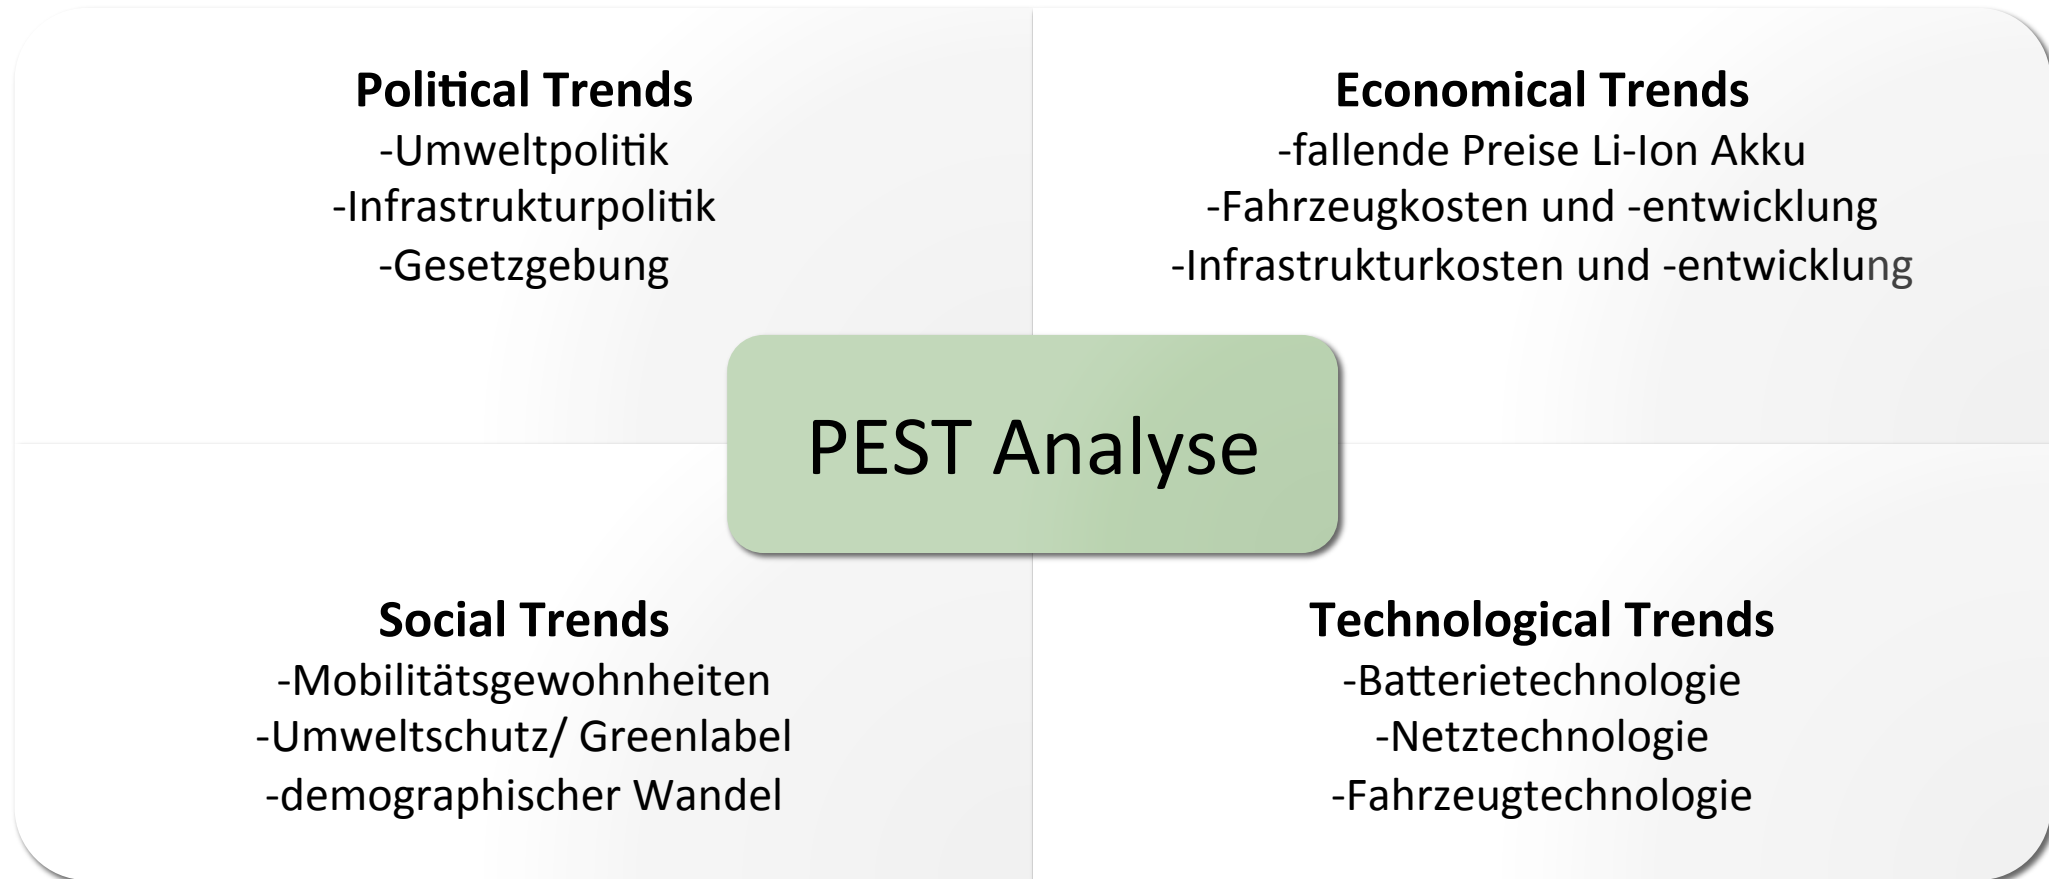 Political Trends
-Umweltpolitik
-Infrastrukturpolitik
-Gesetzgebung
Economical Trends
-fallende Preise Li-Ion Akku
-Fahrzeugkosten und -entwicklung
-Infrastrukturkosten und -entwicklung
PEST Analyse
Social Trends
-Mobilitätsgewohnheiten
-Umweltschutz/ Greenlabel
-demographischer Wandel
Technological Trends
-Batterietechnologie
-Netztechnologie
-Fahrzeugtechnologie